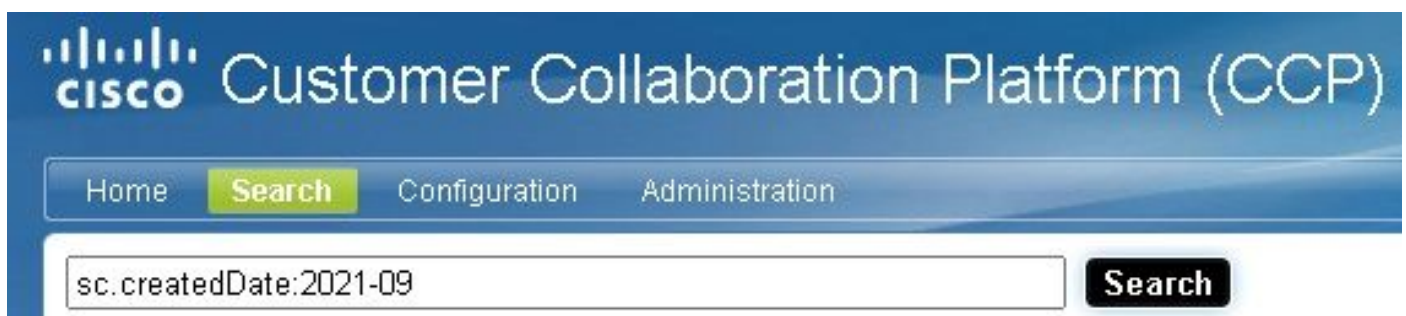 CISCO Customer Collaboration Platform (CCP)
Home Search Configuration Administration
sc.createdDate:2021-09 Search